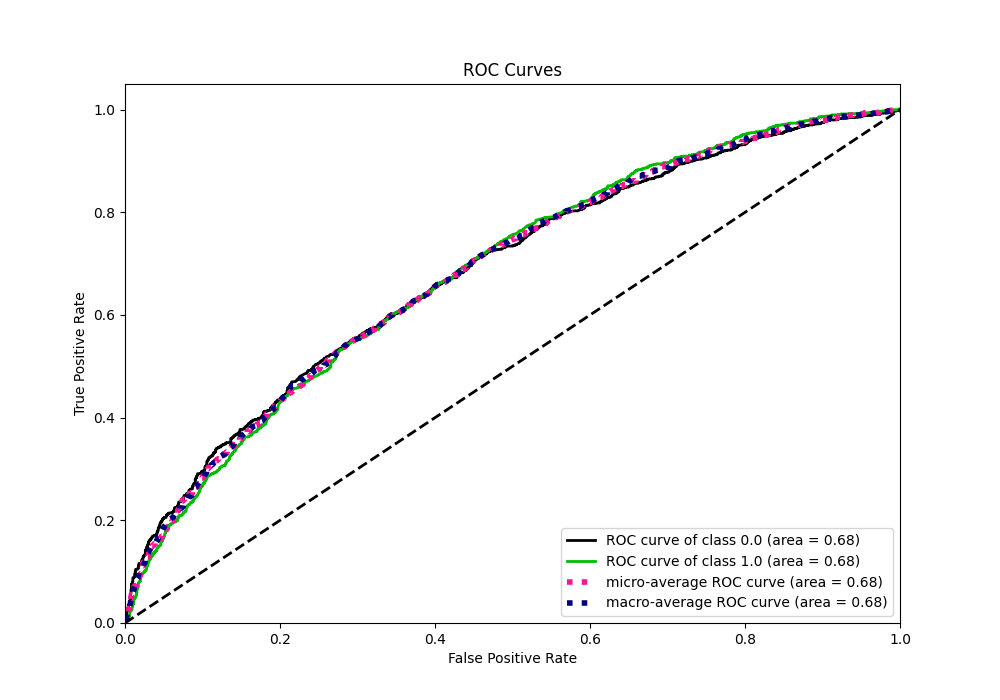 ROC Curves
True Positive Rate
1.0
0.8
0.6
0.4
0.2
0.0
0.0 0.2 0.4 0.6 0.8 1.0
False Positive Rate
ROC curve of class 0.0 (area = 0.68)
ROC curve of class 1.0 (area = 0.68)
micro-average ROC curve (area = 0.68)
macro-average ROC curve (area = 0.68)